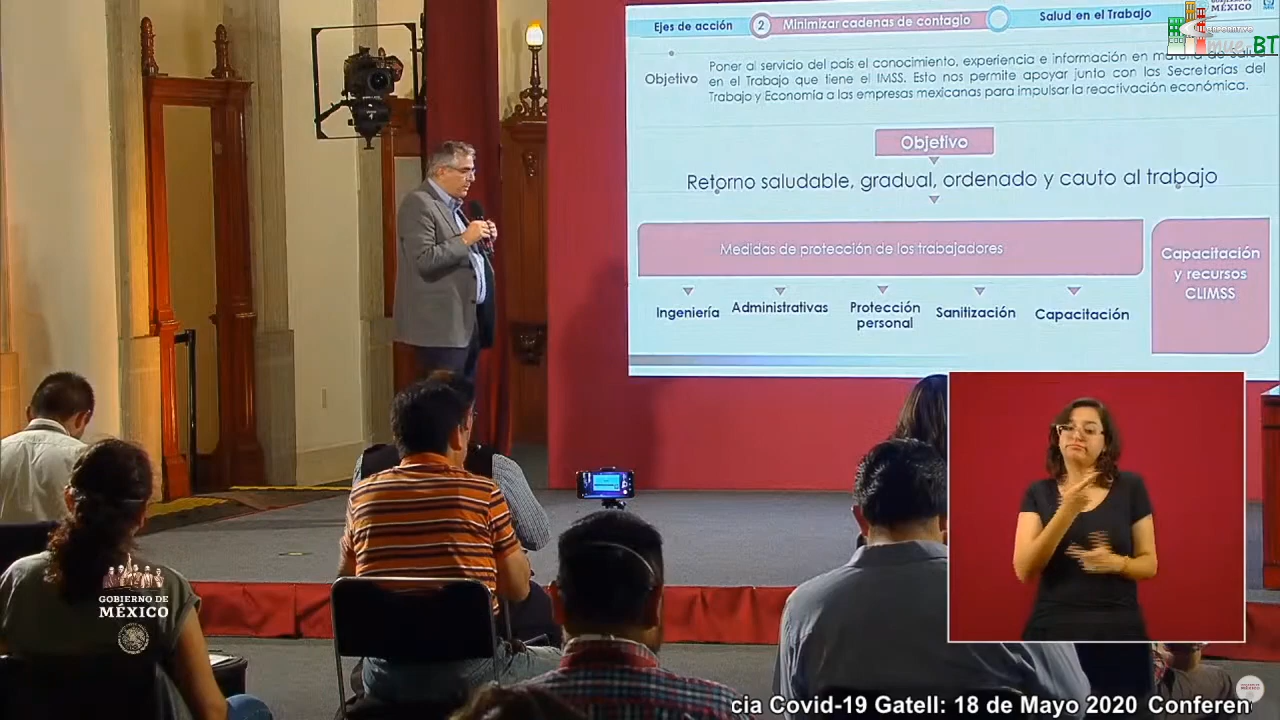 Ejes de acción 2 Minimizar cadenas de contagio Salud en el Trabajo
GOBIERNO DE
MÉXICO
BT
Objetivo
Poner al servicio del país el conocimiento, experiencia e información en
en el Trabajo que tiene el IMSS. Esto nos permite apoyar junto con las Secretarías del
Trabajo y Economía a las empresas mexicanas para impulsar la reactivación económica.
Objetivo
Retorno saludable, gradual, ordenado y cauto al trabajo
Medidas de protección de los trabajadores
Capacitación
y recursos
CLIMSS
Ingeniería
Administrativas
Protección
personal
Sanitización
Capacitación
GOBIERNO DE
MÉXICO
cia Covid-19 Gatell: 18 de Mayo 2020 Conferen